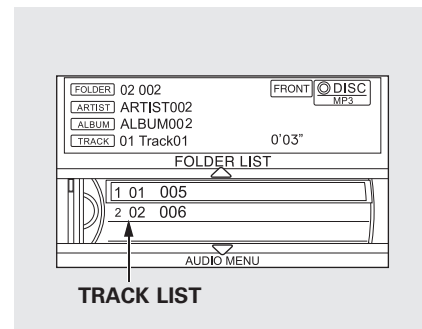 FOLDER 02 002 FRONT DISC
MP3
ARTIST ARTIST002
ALBUM ALBUM002
TRACK 01 Track01 0'03"
FOLDER LIST
1 01 005
2 02 006
AUDIO MENU
TRACK LIST